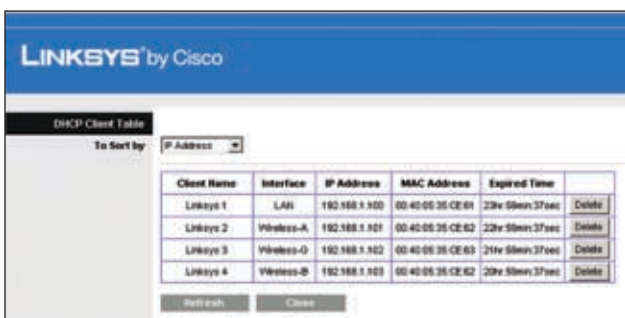 LINKSYS® by Cisco
DHCP Client Table
To Sort by IP Address
Client Name Interface IP Address MAC Address Expired Time
Linksys 1 LAN 192.168.1.100 00:40:05:35:CE:61 23hr:59min:37sec Delete
Linksys 2 Wireless-A 192.168.1.101 00:40:05:35:CE:62 22hr:59min:37sec Delete
Linksys 3 Wireless-G 192.168.1.102 00:40:05:35:CE:63 21hr:59min:37sec Delete
Linksys 4 Wireless-B 192.168.1.103 00:40:05:35:CE:62 20hr:59min:37sec Delete
Refresh Close